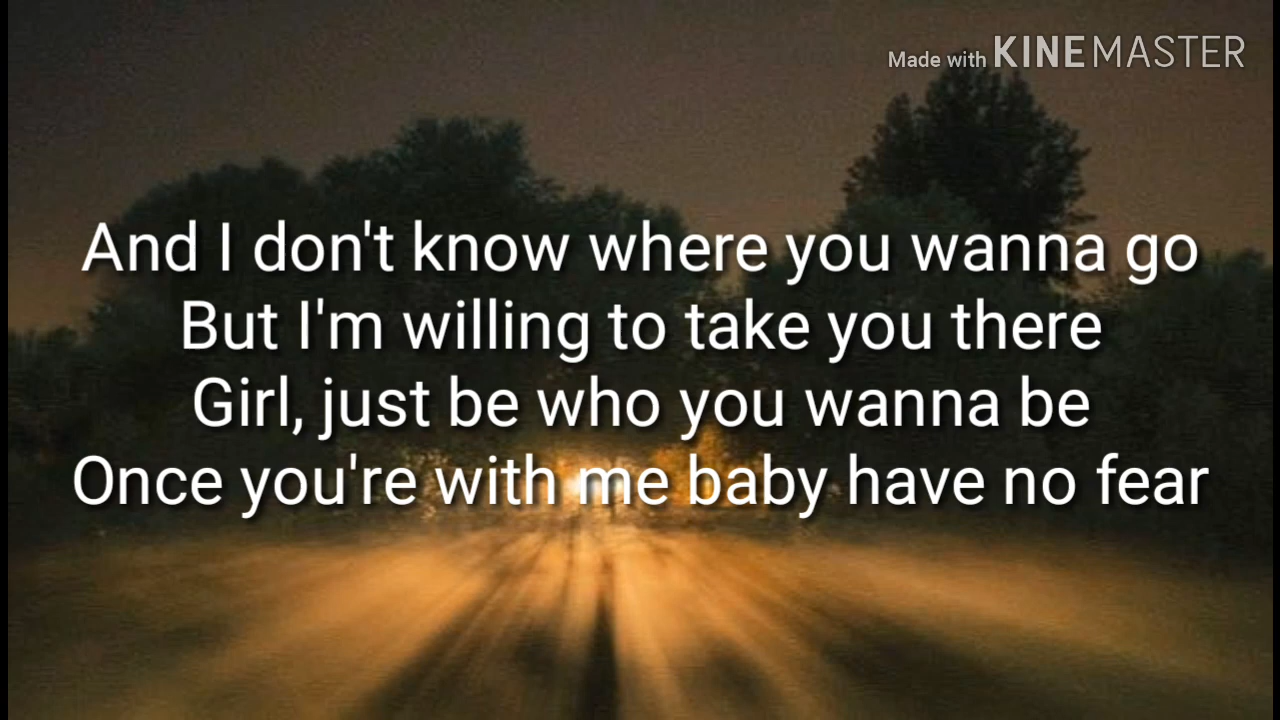 Made with KINEMASTER
And I don't know where you wanna go
But I'm willing to take you there
Girl, just be who you wanna be
Once you're with me baby have no fear